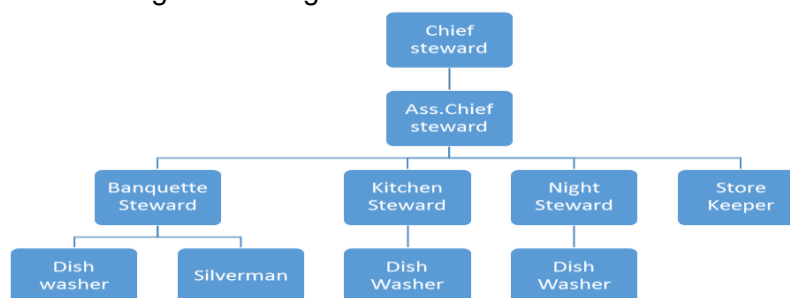 Chief
steward
Ass.Chief
steward
Banquette
Steward
Kitchen
Steward
Night
Steward
Store
Keeper
Dish
washer
Silverman
Dish
Washer
Dish
Washer